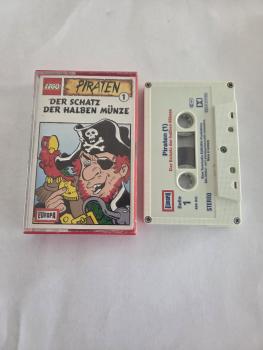 LEGO
PIRATEN
1
DER SCHATZ
DER HALBEN MÜNZE
EUROPA
Piraten (1)
Der Schatz der halben Münze
EUROPA
Seite
1
STEREO